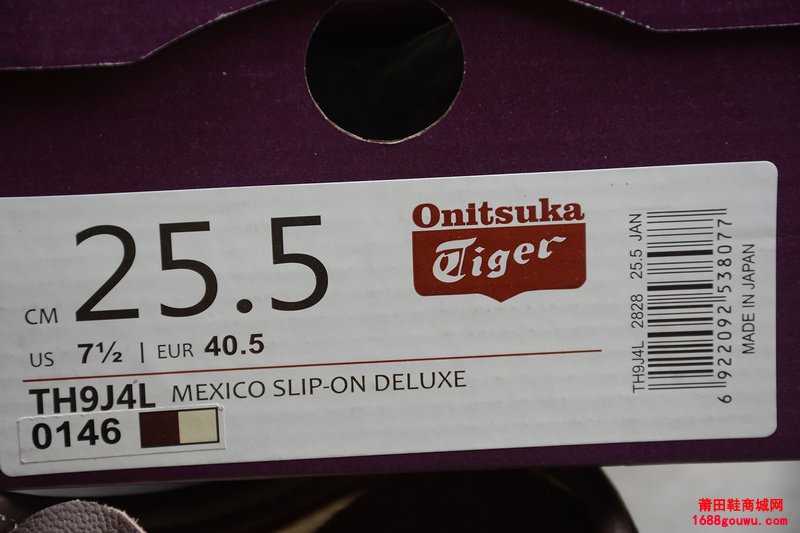 CM 25.5
US 7½ | EUR 40.5
TH9J4L MEXICO SLIP-ON DELUXE
0146
Onitsuka
Tiger
TH9J4L 2828 25.5 JAN
6 922092 538077
MADE IN JAPAN
莆田鞋商城网
1688gouwu.com